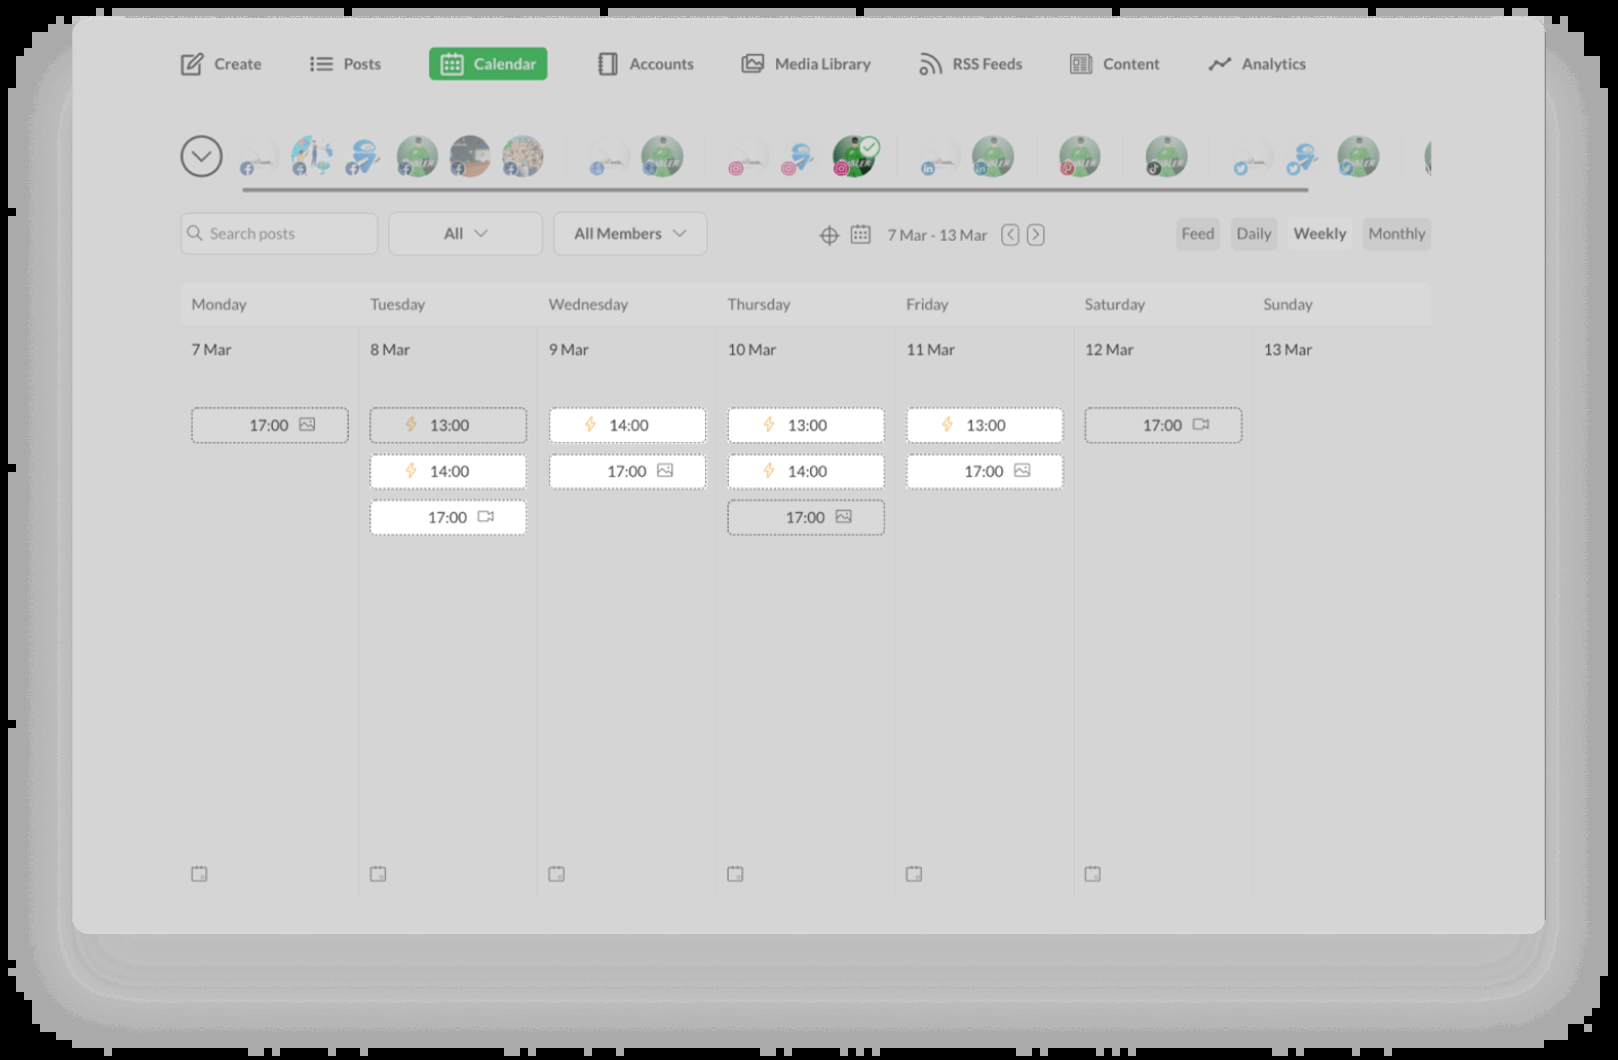 Create Posts Calendar Accounts Media Library RSS Feeds Content Analytics
Search posts All All Members 7 Mar - 13 Mar Feed Daily Weekly Monthly
Monday Tuesday Wednesday Thursday Friday Saturday Sunday
7 Mar 8 Mar 9 Mar 10 Mar 11 Mar 12 Mar 13 Mar
17:00 13:00 14:00 13:00 13:00 17:00
14:00 17:00 14:00 17:00
17:00 17:00